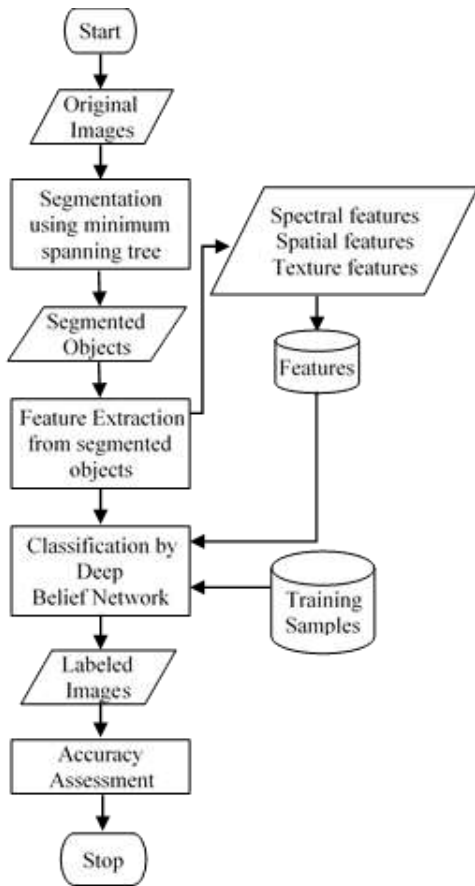 Start
Original
Images
Segmentation
using minimum
spanning tree
Segmented
Objects
Feature Extraction
from segmented
objects
Spectral features
Spatial features
Texture features
Features
Classification by
Deep
Belief Network
Training
Samples
Labeled
Images
Accuracy
Assessment
Stop